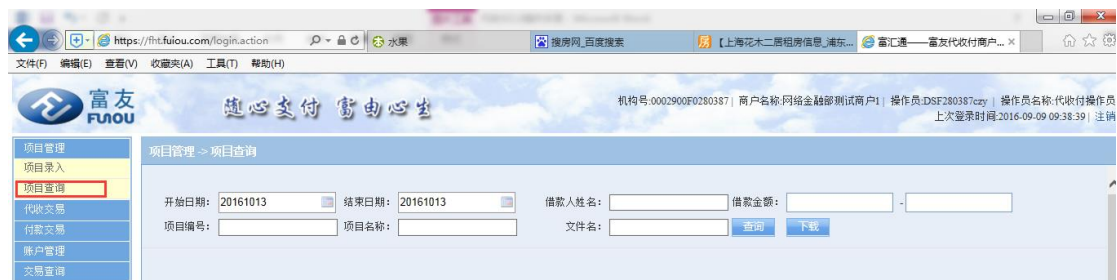 https://fht.fuiou.com/login.action
水果
搜房网_百度搜索
【上海花木二居租房信息_浦东...
富汇通——富友代收付商户... ×
文件(F) 编辑(E) 查看(V) 收藏夹(A) 工具(T) 帮助(H)
富友
FUIOU
随心支付 富由心生
机构号:0002900F0280387| 商户名称:网络金融部测试商户1| 操作员:DSF280387czy | 操作员名称:代收付操作员
上次登录时间:2016-09-09 09:38:39| 注销
项目管理
项目管理 -> 项目查询
项目录入
项目查询
代收交易
付款交易
账户管理
交易查询
开始日期: 20161013 结束日期: 20161013 借款人姓名: 借款金额: -
项目编号: 项目名称: 文件名: 查询 下载